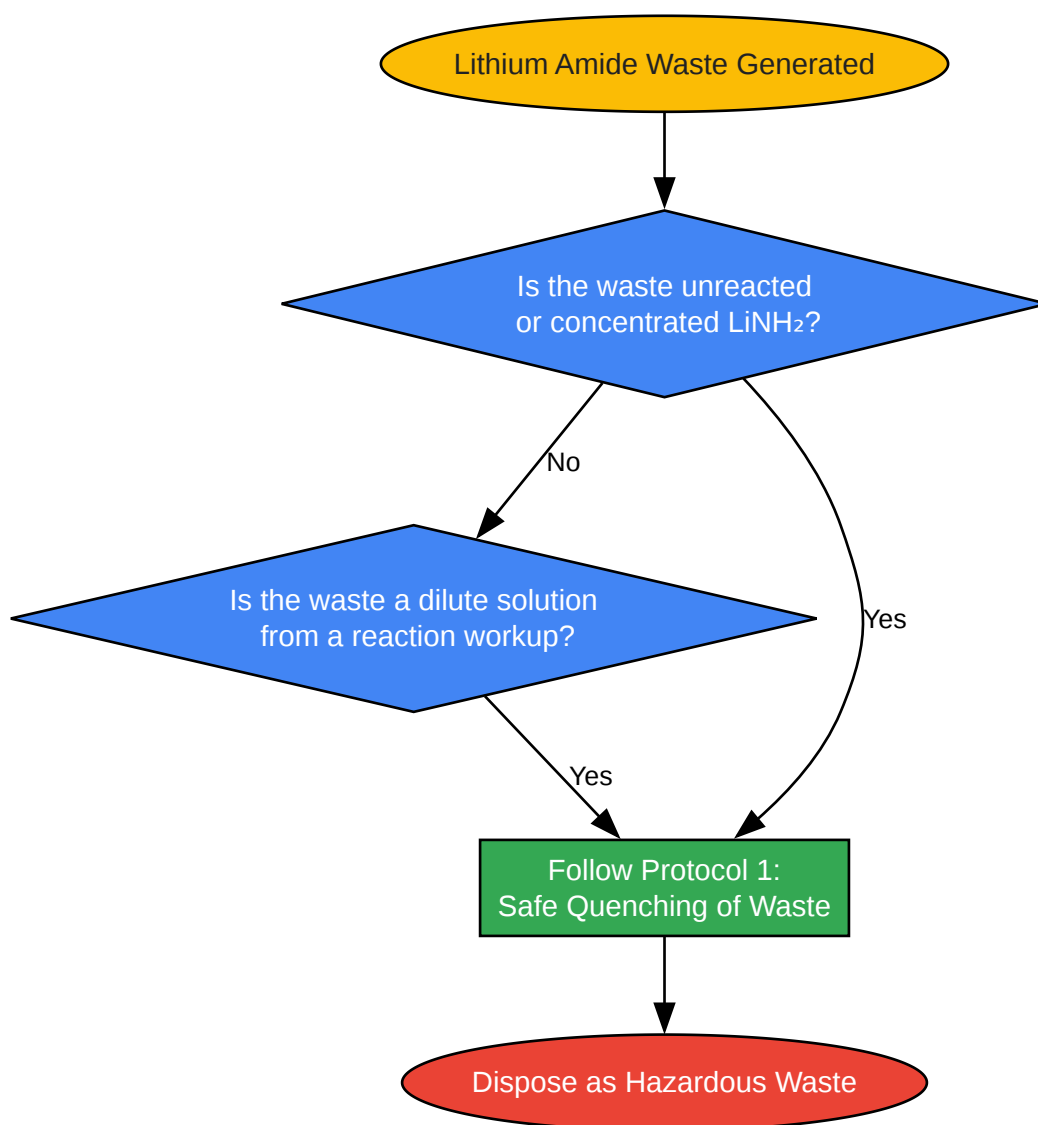 Lithium Amide Waste Generated
Is the waste unreacted
or concentrated LiNH₂?
No
Is the waste a dilute solution
from a reaction workup?
Yes
Yes
Follow Protocol 1:
Safe Quenching of Waste
Dispose as Hazardous Waste